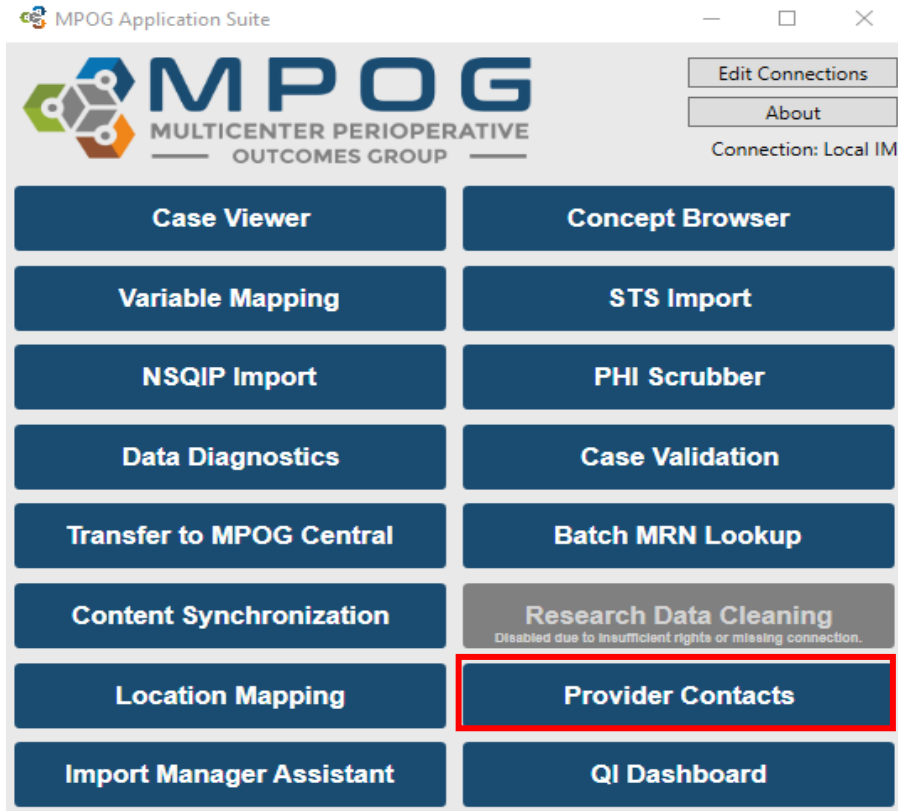 MPOG Application Suite
MPOG
MULTICENTER PERIOPERATIVE
OUTCOMES GROUP
Edit Connections
About
Connection: Local IM
Case Viewer
Concept Browser
Variable Mapping
STS Import
NSQIP Import
PHI Scrubber
Data Diagnostics
Case Validation
Transfer to MPOG Central
Batch MRN Lookup
Content Synchronization
Research Data Cleaning
Disabled due to insufficient rights or missing connection.
Location Mapping
Provider Contacts
Import Manager Assistant
QI Dashboard